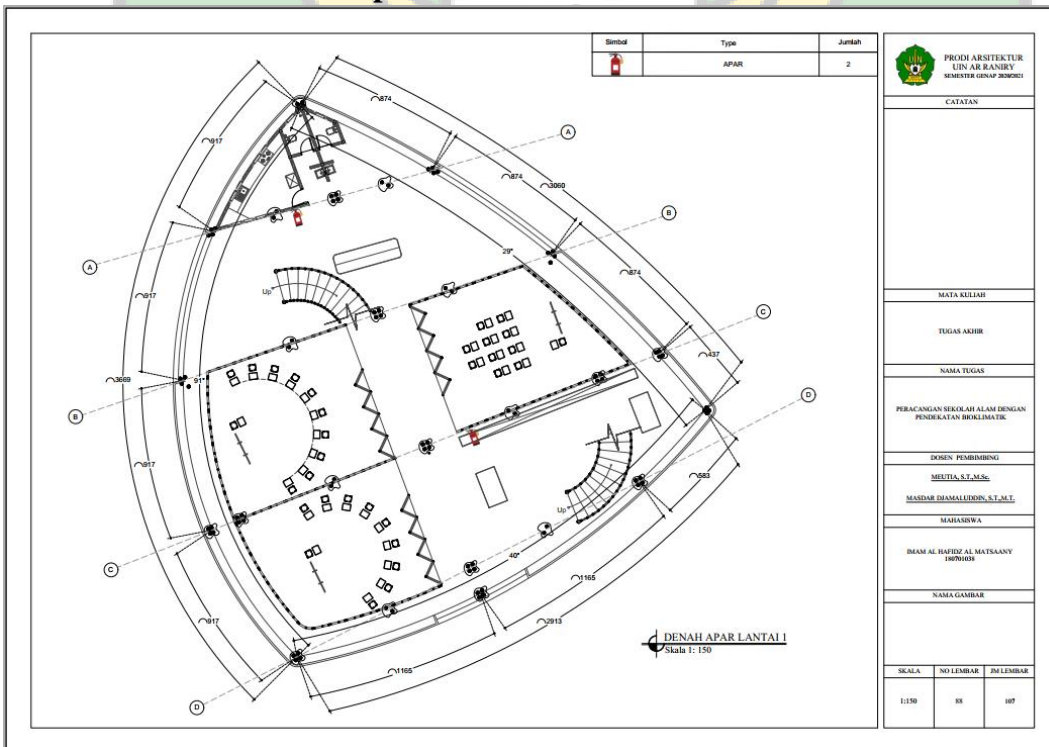 Simbol Type Jumlah
APAR 2
PRODI ARSITEKTUR
UIN AR RANIRY
SEMESTER GENAP 2020/2021
CATATAN
MATA KULIAH
TUGAS AKHIR
NAMA TUGAS
PERACANGAN SEKOLAH ALAM DENGAN
PENDEKATAN BIOKLIMATIK
DOSEN PEMBIMBING
MEUTIA, S.T.,M.Sc.
MASDAR DJAMALUDDIN, S.T.,M.T.
MAHASISWA
IMAM AL HAFIDZ AL MATSAANY
180701038
NAMA GAMBAR
SKALA NO LEMBAR JM LEMBAR
1:150 88 107
874
917
A
874
3060
B
29°
A
874
917
Up
C
437
3669
91°
B
D
917
583
Up
C
40°
1165
917
2913
1165
D
DENAH APAR LANTAI 1
Skala 1: 150